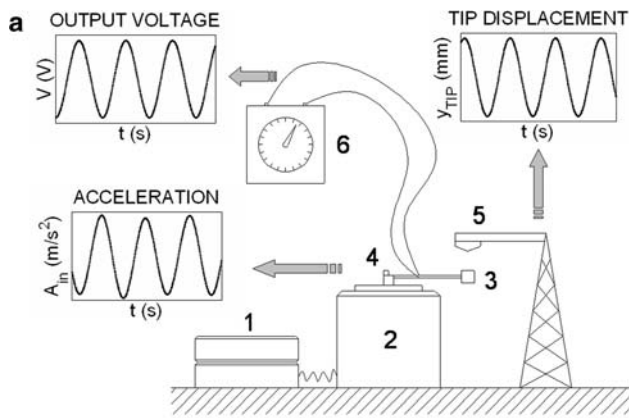 a
OUTPUT VOLTAGE
V (V)
t (s)
TIP DISPLACEMENT
y_TIP (mm)
t (s)
6
ACCELERATION
A_in (m/s²)
t (s)
5
4
3
1
2